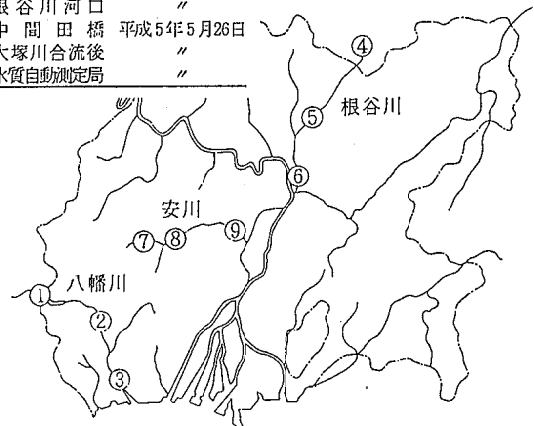 根谷川河口 〃
中間田橋 平成5年5月26日
大塚川合流後 〃
水質自動測定局 〃
④
⑤
根谷川
⑥
安川
⑦ ⑧ ⑨
① 八幡川
②
③